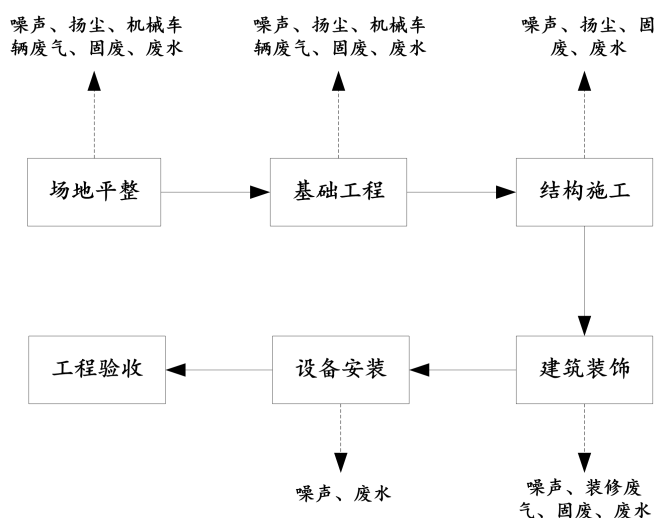 噪声、扬尘、机械车
辆废气、固废、废水
噪声、扬尘、机械车
辆废气、固废、废水
噪声、扬尘、固
废、废水
场地平整
基础工程
结构施工
工程验收
设备安装
建筑装饰
噪声、废水
噪声、装修废
气、固废、废水